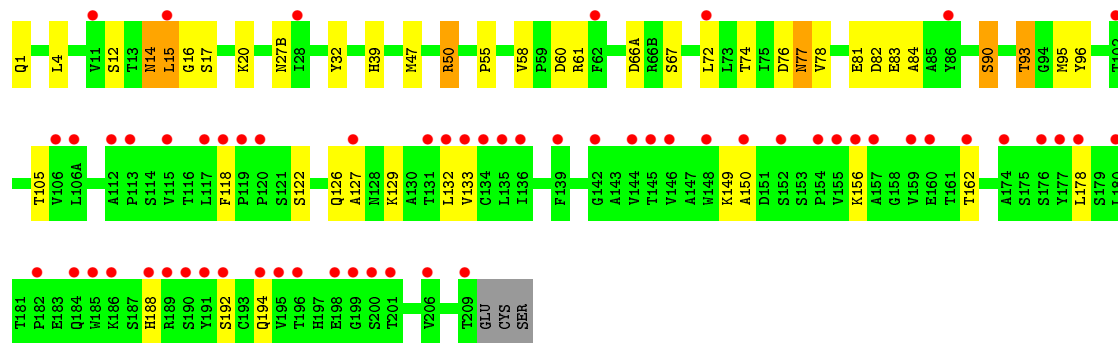 Q1 L4 V11 S12 T13 N14 L15 G16 S17 K20 N27B I28 Y32 H39 M47 R50 P55 V58 P59 D60 R61 F62 D66A R66B S67 L72 L73 T74 I75 D76 N77 V78 E81 D82 E83 A84 A85 Y86 S90 T93 G94 M95 Y96 T102
T105 V106 L106A A112 P113 S114 V115 T116 L117 F118 P119 P120 S121 S122 Q126 A127 N128 K129 A130 T131 L132 V133 C134 L135 I136 F139 G142 A143 V144 T145 V146 A147 W148 K149 A150 D151 S152 S153 P154 V155 K156 A157 G158 V159 E160 T161 T162 A174 S175 S176 Y177 L178 S179 L180
T181 P182 E183 Q184 W185 K186 S187 H188 R189 S190 Y191 S192 C193 Q194 V195 T196 H197 E198 G199 S200 T201 V206 T209 GLU CYS SER